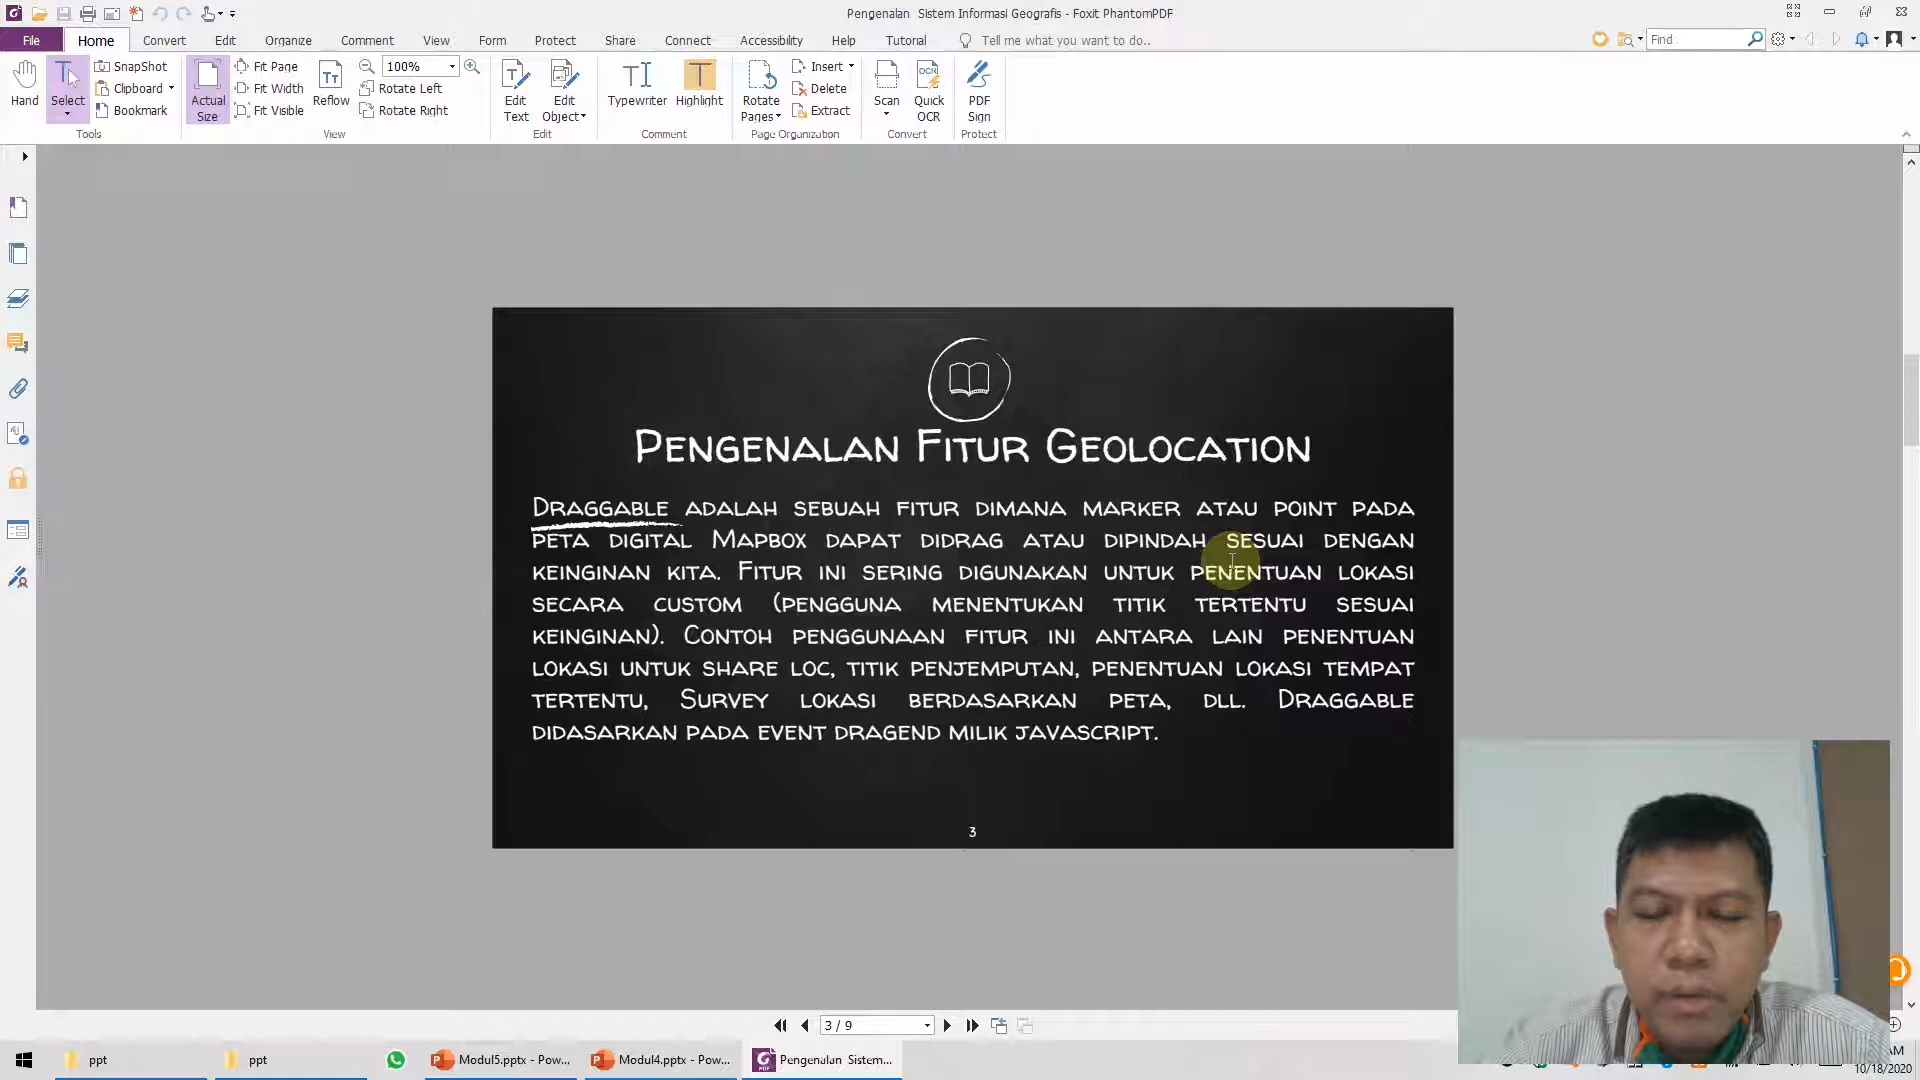 Pengenalan Sistem Informasi Geografis - Foxit PhantomPDF
File Home Convert Edit Organize Comment View Form Protect Share Connect Accessibility Help Tutorial Tell me what you want to do.. Find
Hand
Select
SnapShot
Clipboard
Bookmark
Tools
Actual Size
Fit Page
Fit Width
Fit Visible
Reflow
100%
Rotate Left
Rotate Right
View
Edit Text
Edit Object
Edit
Typewriter
Highlight
Comment
Rotate Pages
Insert
Delete
Extract
Page Organization
Scan
Quick OCR
Convert
PDF Sign
Protect
PENGENALAN FITUR GEOLOCATION
DRAGGABLE ADALAH SEBUAH FITUR DIMANA MARKER ATAU POINT PADA
PETA DIGITAL MAPBOX DAPAT DIDRAG ATAU DIPINDAH SESUAI DENGAN
KEINGINAN KITA. FITUR INI SERING DIGUNAKAN UNTUK PENENTUAN LOKASI
SECARA CUSTOM (PENGGUNA MENENTUKAN TITIK TERTENTU SESUAI
KEINGINAN). CONTOH PENGGUNAAN FITUR INI ANTARA LAIN PENENTUAN
LOKASI UNTUK SHARE LOC, TITIK PENJEMPUTAN, PENENTUAN LOKASI TEMPAT
TERTENTU, SURVEY LOKASI BERDASARKAN PETA, DLL. DRAGGABLE
DIDASARKAN PADA EVENT DRAGEND MILIK JAVASCRIPT.
3
3 / 9
ppt
ppt
Modul5.pptx - Pow...
Modul4.pptx - Pow...
Pengenalan Sistem...
AM
10/18/2020